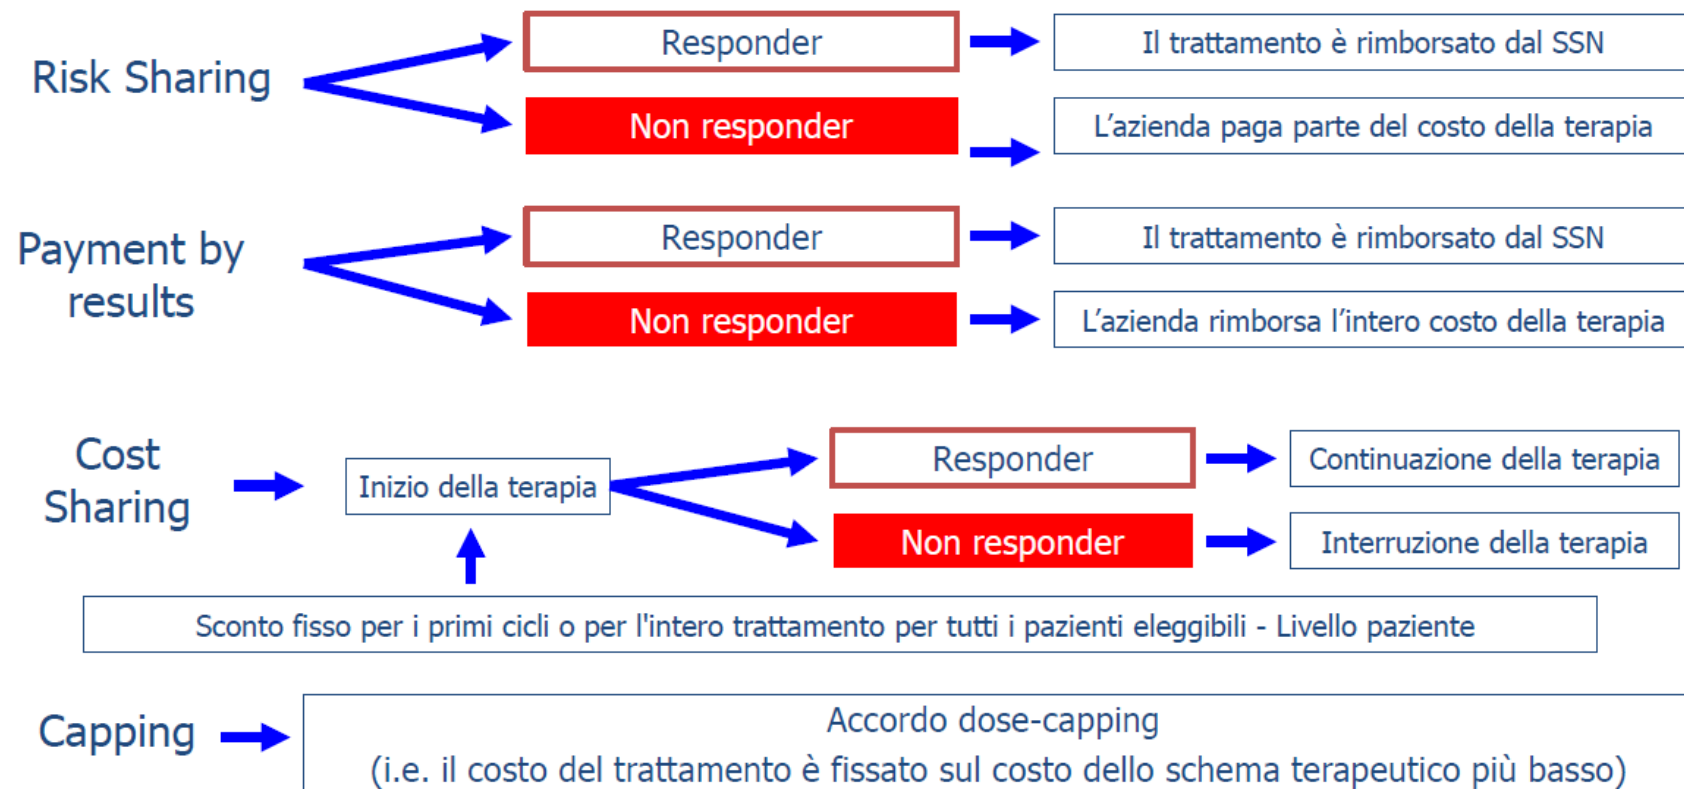 Risk Sharing
Responder
Il trattamento è rimborsato dal SSN
Non responder
L'azienda paga parte del costo della terapia
Payment by
results
Responder
Il trattamento è rimborsato dal SSN
Non responder
L'azienda rimborsa l'intero costo della terapia
Cost
Sharing
Inizio della terapia
Responder
Continuazione della terapia
Non responder
Interruzione della terapia
Sconto fisso per i primi cicli o per l'intero trattamento per tutti i pazienti eleggibili - Livello paziente
Capping
Accordo dose-capping
(i.e. il costo del trattamento è fissato sul costo dello schema terapeutico più basso)